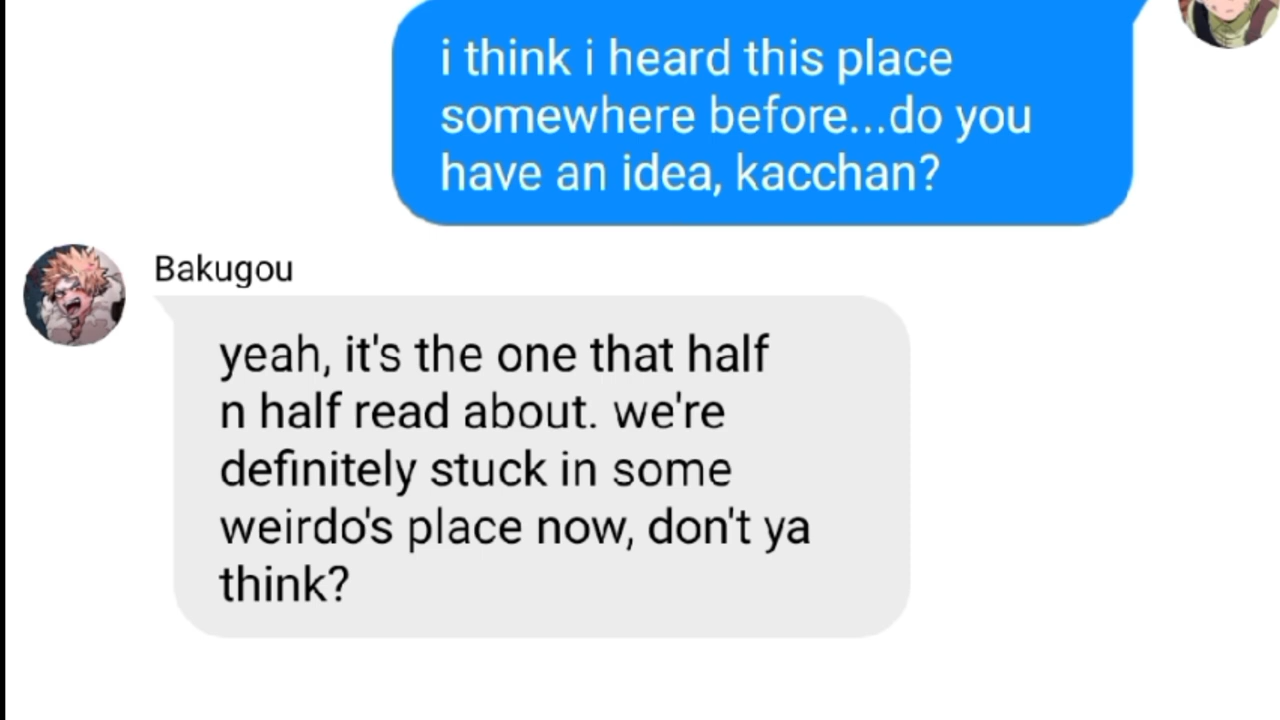 i think i heard this place
somewhere before...do you
have an idea, kacchan?
Bakugou
yeah, it's the one that half
n half read about. we're
definitely stuck in some
weirdo's place now, don't ya
think?